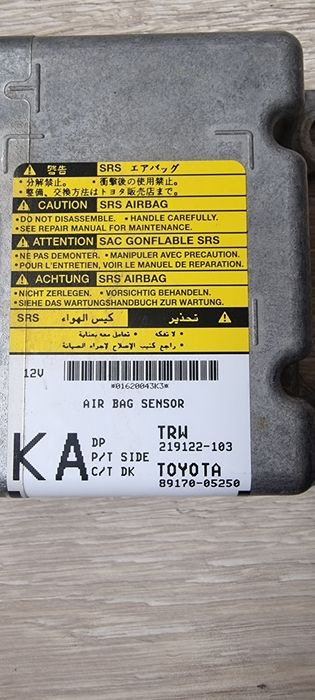 警告 SRS エアバッグ
・分解禁止。 ・衝撃後の使用禁止。
・整備、交換方法はトヨタ販売店まで。
CAUTION SRS AIRBAG
•DO NOT DISASSEMBLE. •HANDLE CAREFULLY.
•SEE REPAIR MANUAL FOR MAINTENANCE.
ATTENTION SAC GONFLABLE SRS
•NE PAS DEMONTER. •MANIPULER AVEC PRECAUTION.
•POUR L'ENTRETIEN, VOIR LE MANUEL DE REPARATION.
ACHTUNG SRS AIRBAG
•NICHT ZERLEGEN. •VORSICHTIG BEHANDELN.
•SIEHE DAS WARTUNGSHANDBUCH ZUR WARTUNG.
تحذير كيس الهواء SRS
• لا تفكه • تعامل معه بعناية
• راجع كتيب الإصلاح لإجراء الصيانة
12V
*01620043K3*
AIR BAG SENSOR
KA DP TRW
P/T SIDE 219122-103
C/T DK TOYOTA
89170-05250